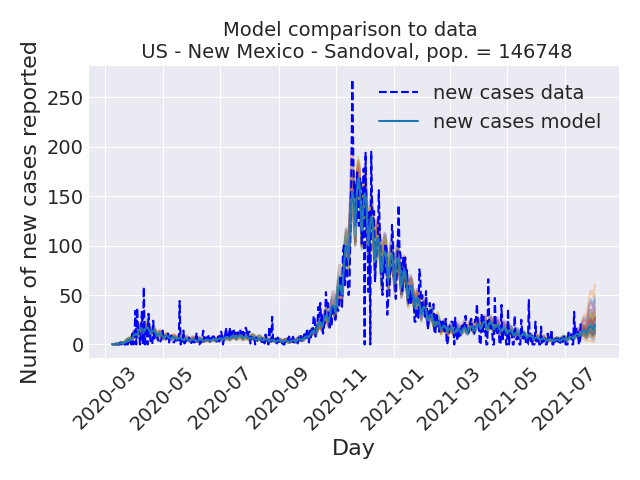 Model comparison to data
US - New Mexico - Sandoval, pop. = 146748
Number of new cases reported
250
200
150
100
50
0
new cases data
new cases model
2020-03
2020-05
2020-07
2020-09
2020-11
2021-01
2021-03
2021-05
2021-07
Day